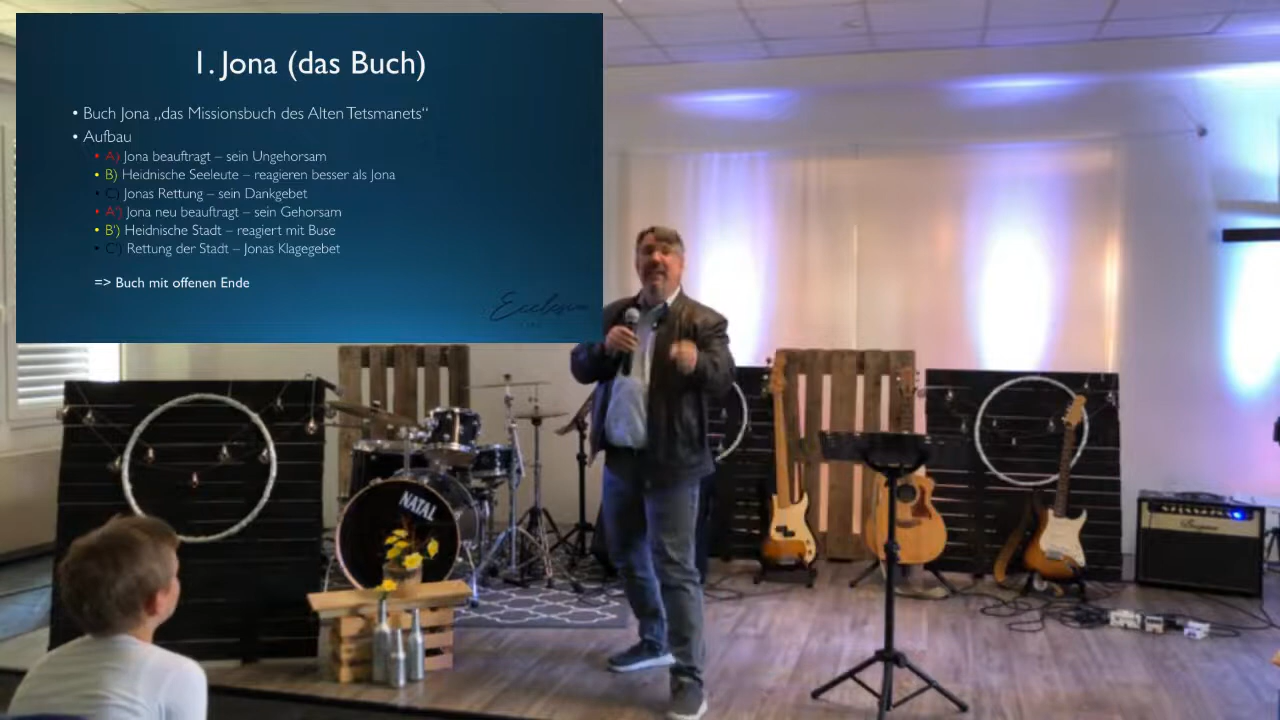 1. Jona (das Buch)
• Buch Jona „das Missionsbuch des Alten Tetsmanets“
• Aufbau
• A) Jona beauftragt – sein Ungehorsam
• B) Heidnische Seeleute – reagieren besser als Jona
• C) Jonas Rettung – sein Dankgebet
• A') Jona neu beauftragt – sein Gehorsam
• B') Heidnische Stadt – reagiert mit Buse
• C') Rettung der Stadt – Jonas Klagegebet
=> Buch mit offenen Ende
Ecclesia
NATAL